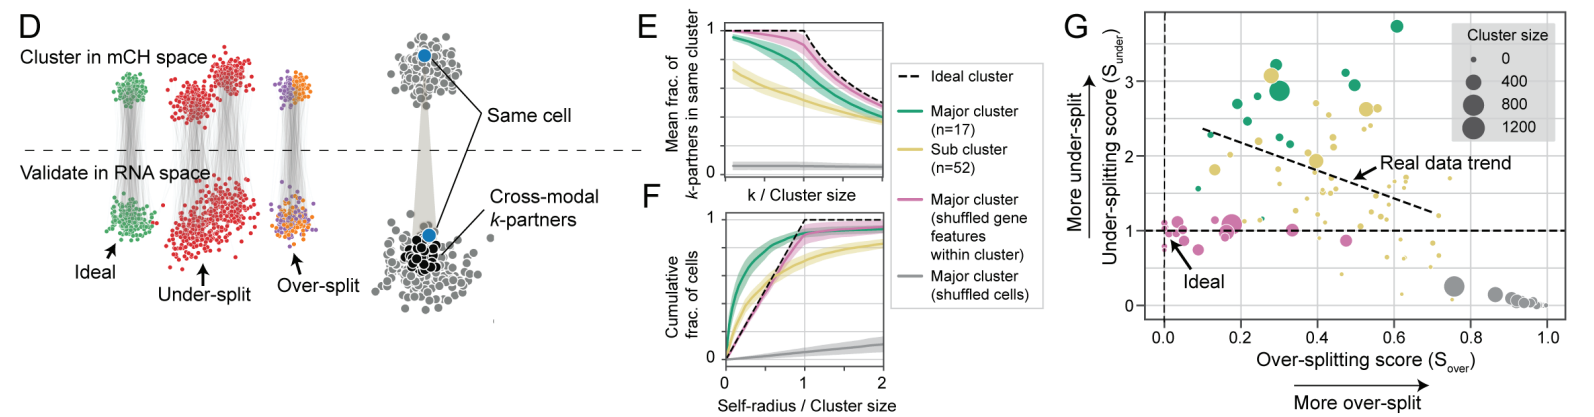 D
Cluster in mCH space
Validate in RNA space
Ideal
Under-split
Over-split
Same cell
Cross-modal
k-partners
E
Mean frac. of
k-partners in same cluster
1
0
k / Cluster size
F
Cumulative
frac. of cells
1
0
0
1
2
Self-radius / Cluster size
Ideal cluster
Major cluster
(n=17)
Sub cluster
(n=52)
Major cluster
(shuffled gene
features
within cluster)
Major cluster
(shuffled cells)
G
More under-split
Under-splitting score (Sunder)
3
2
1
0
0.0
0.2
0.4
0.6
0.8
1.0
Over-splitting score (Sover)
More over-split
Cluster size
0
400
800
1200
Real data trend
Ideal